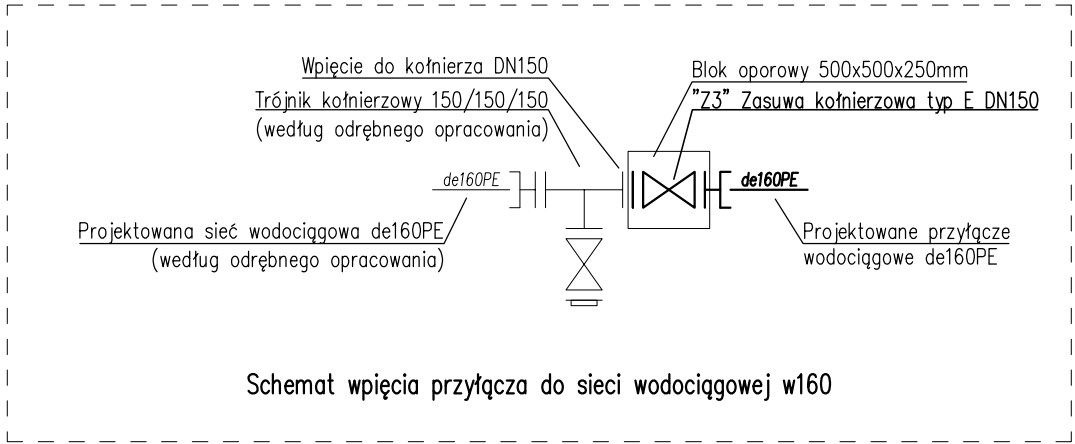 Wpięcie do kołnierza DN150
Trójnik kołnierzowy 150/150/150
(według odrębnego opracowania)
Blok oporowy 500x500x250mm
"Z3" Zasuwa kołnierzowa typ E DN150
de160PE
de160PE
Projektowana sieć wodociągowa de160PE
(według odrębnego opracowania)
Projektowane przyłącze
wodociągowe de160PE
Schemat wpięcia przyłącza do sieci wodociągowej w160